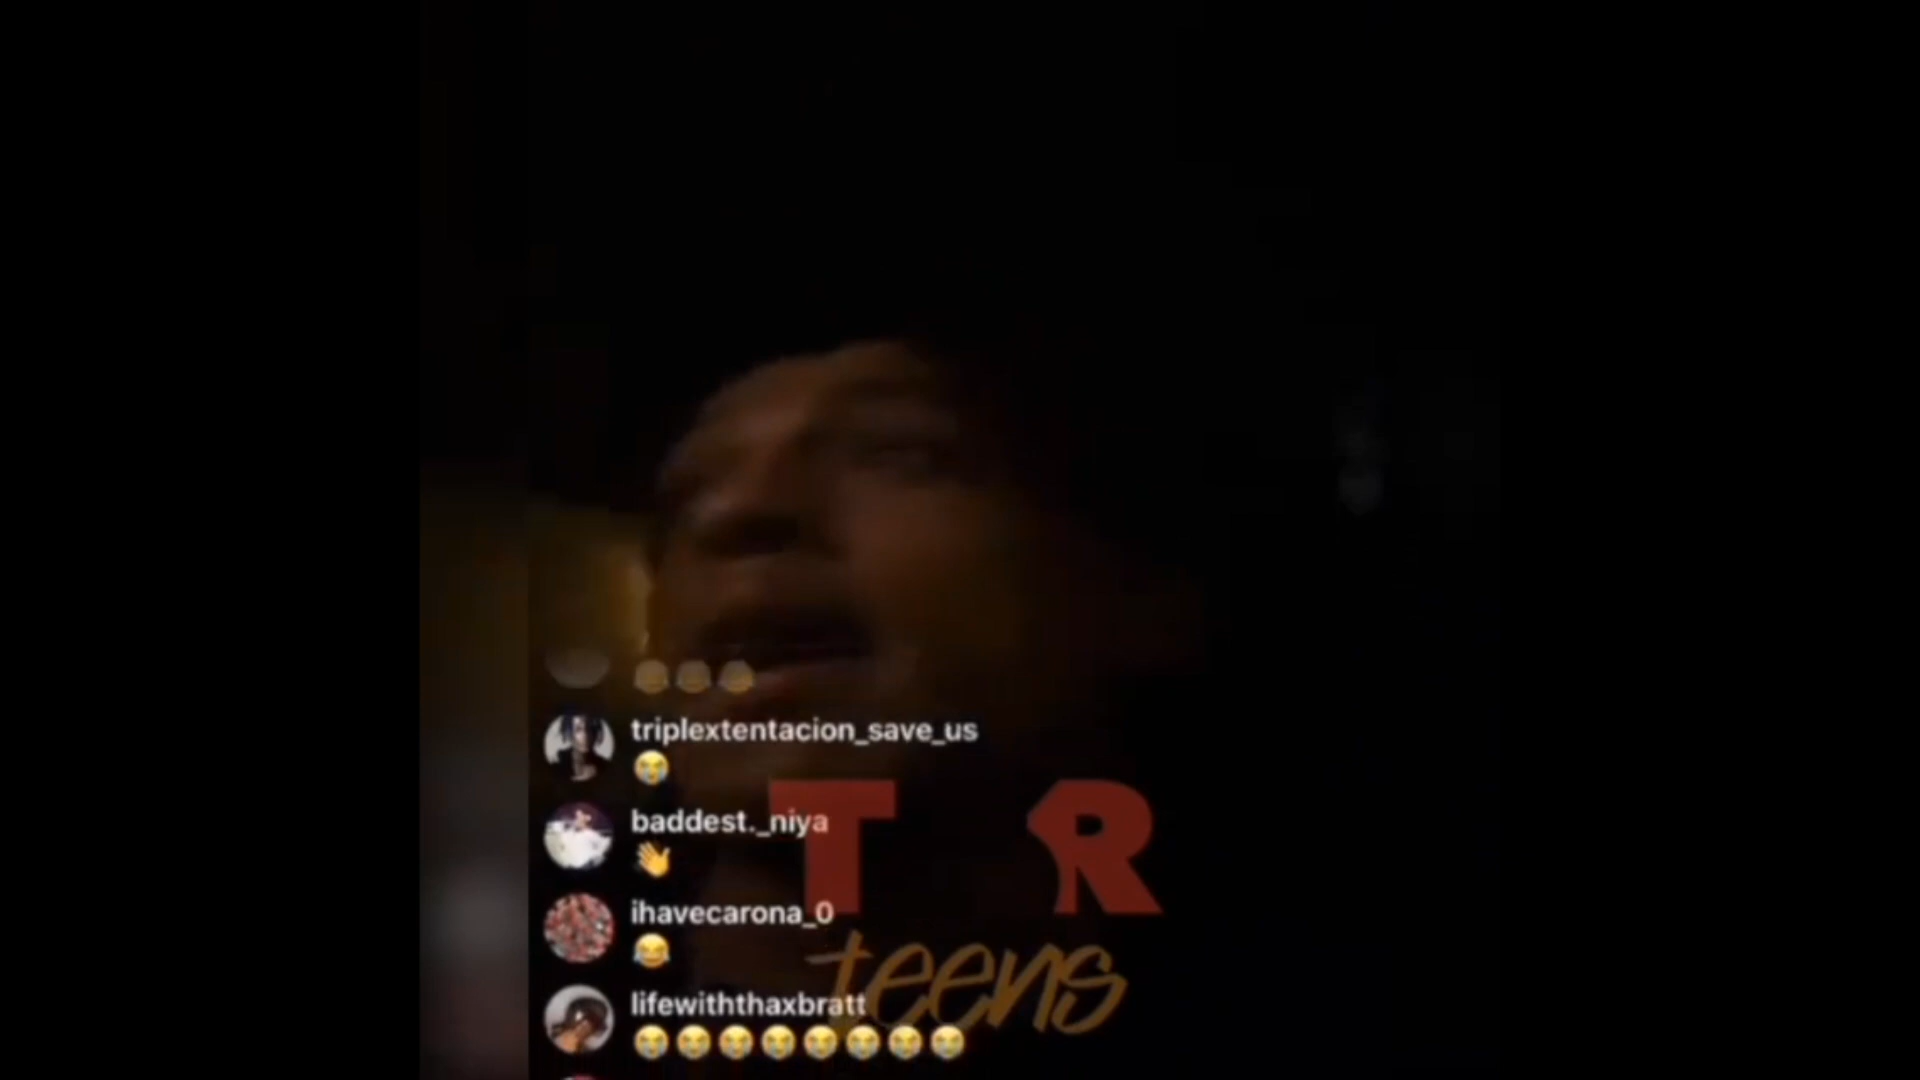 😂😂😂
triplextentacion_save_us
😭
baddest._niya
👋
ihavecarona_0
😂
lifewiththaxbratt
😭😭😭😭😭😭😭😭
T R
teens